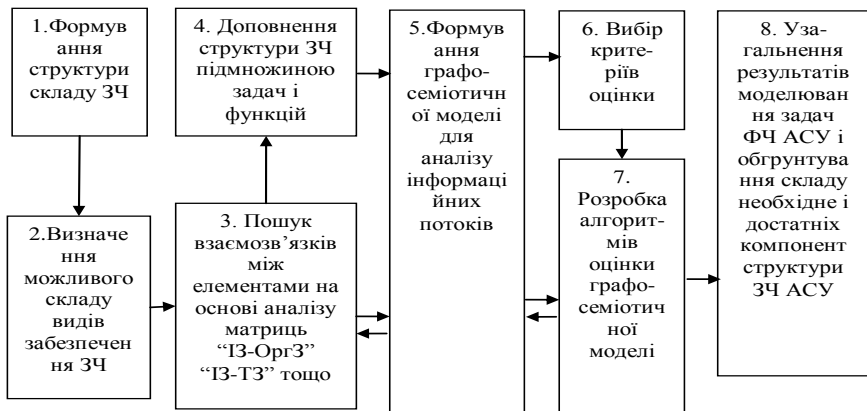 1.Формув
ання
структури
складу ЗЧ
2.Визначе
ння
можливого
складу
видів
забезпечен
ня ЗЧ
3. Пошук
взаємозв'язків
між
елементами на
основі аналізу
матриць
“ІЗ-ОргЗ”
“ІЗ-ТЗ” тощо
4. Доповнення
структури ЗЧ
підмножиною
задач і
функцій
5.Формув
ання
графо-
семіотичн
ої моделі
для
аналізу
інформаці
йних
потоків
6. Вибір
крите-
ріїв
оцінки
7.
Розробка
алгорит-
мів
оцінки
графо-
семіотич
ної
моделі
8. Уза-
гальнення
результатів
моделюван
ня задач
ФЧ АСУ і
обгрунтува
ння складу
необхідне і
достатніх
компонент
структури
ЗЧ АСУ